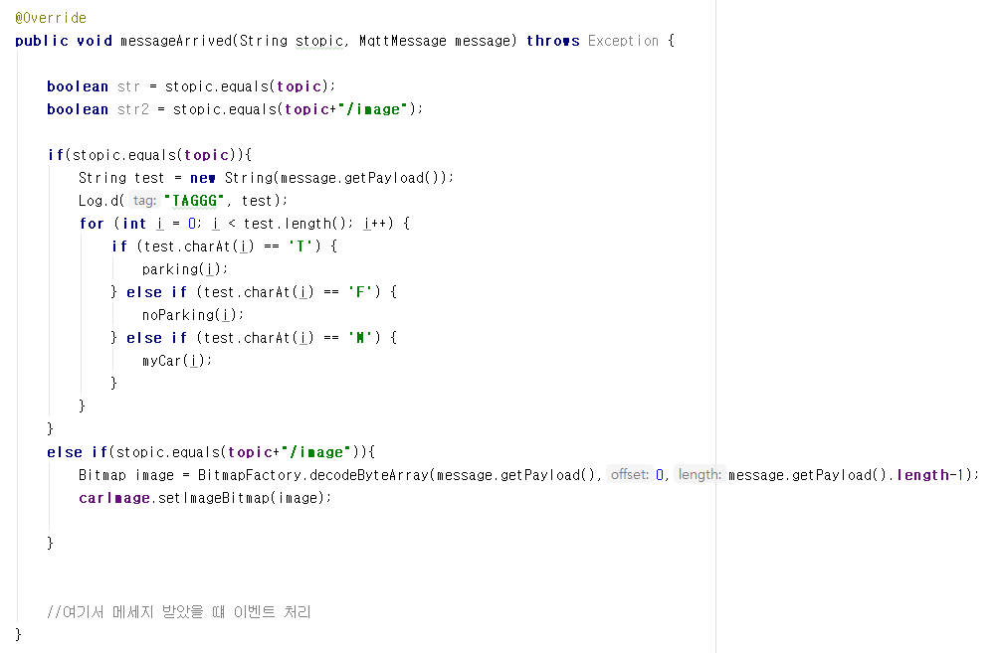 @Override
public void messageArrived(String stopic, MqttMessage message) throws Exception {
boolean str = stopic.equals(topic);
boolean str2 = stopic.equals(topic+"/image");
if(stopic.equals(topic)){
String test = new String(message.getPayload());
Log.d( tag: "TAGGG", test);
for (int i = 0; i < test.length(); i++) {
if (test.charAt(i) == 'T') {
parking(i);
} else if (test.charAt(i) == 'F') {
noParking(i);
} else if (test.charAt(i) == 'M') {
myCar(i);
}
}
}
else if(stopic.equals(topic+"/image")){
Bitmap image = BitmapFactory.decodeByteArray(message.getPayload(), offset: 0, length: message.getPayload().length-1);
carImage.setImageBitmap(image);
}
//여기서 메세지 받았을 떄 이벤트 처리
}